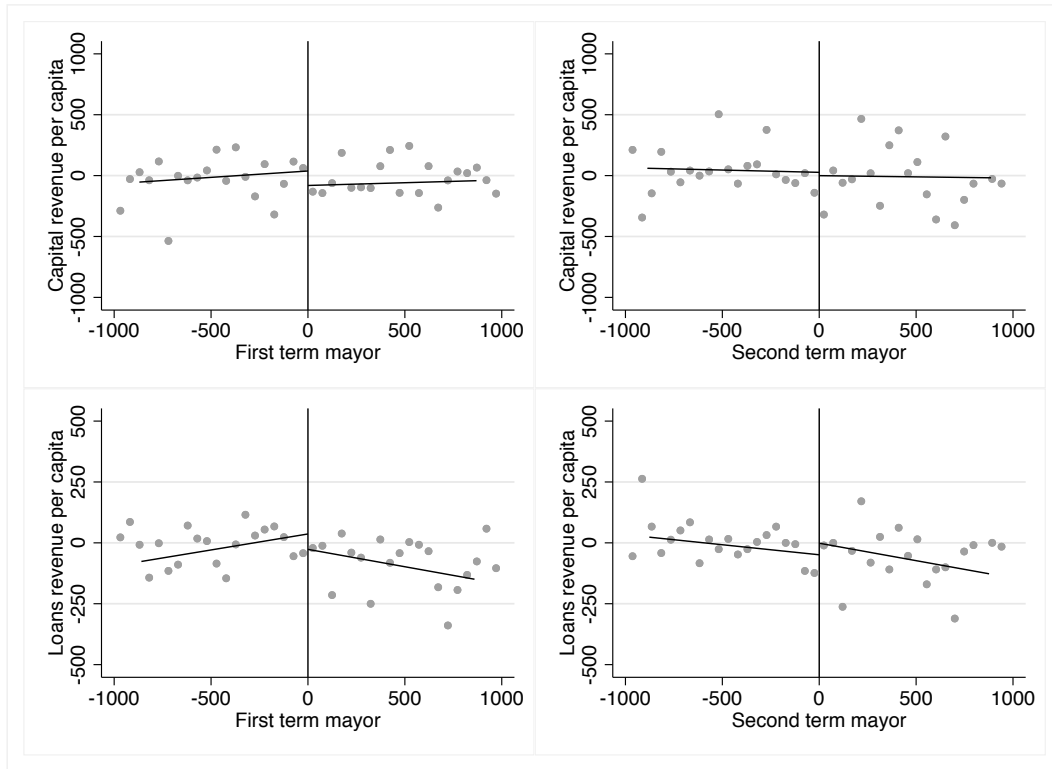 Capital revenue per capita
1000
500
0
-500
-1000
-1000 -500 0 500 1000
First term mayor
Capital revenue per capita
1000
500
0
-500
-1000
-1000 -500 0 500 1000
Second term mayor
Loans revenue per capita
500
250
0
-250
-500
-1000 -500 0 500 1000
First term mayor
Loans revenue per capita
500
250
0
-250
-500
-1000 -500 0 500 1000
Second term mayor